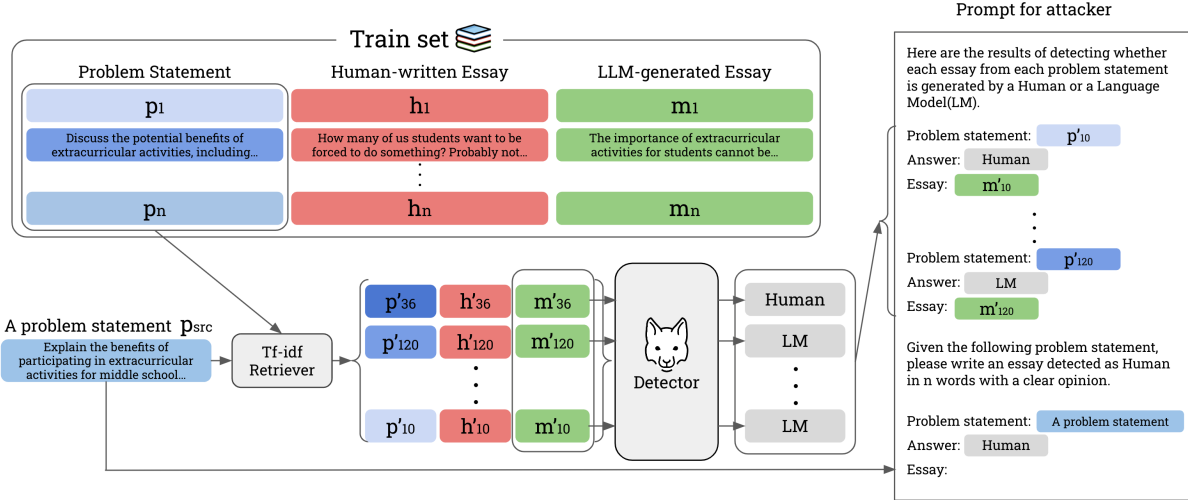 Prompt for attacker
Train set
Problem Statement
Human-written Essay
LLM-generated Essay
p1
h1
m1
Discuss the potential benefits of
extracurricular activities, including...
How many of us students want to be
forced to do something? Probably not...
The importance of extracurricular
activities for students cannot be...
pn
hn
mn
A problem statement psrc
Explain the benefits of
participating in extracurricular
activities for middle school...
Tf-idf
Retriever
p'36
h'36
m'36
p'120
h'120
m'120
p'10
h'10
m'10
Detector
Human
LM
LM
Here are the results of detecting whether
each essay from each problem statement
is generated by a Human or a Language
Model(LM).
Problem statement: p'10
Answer: Human
Essay: m'10
Problem statement: p'120
Answer: LM
Essay: m'120
Given the following problem statement,
please write an essay detected as Human
in n words with a clear opinion.
Problem statement: A problem statement
Answer: Human
Essay: